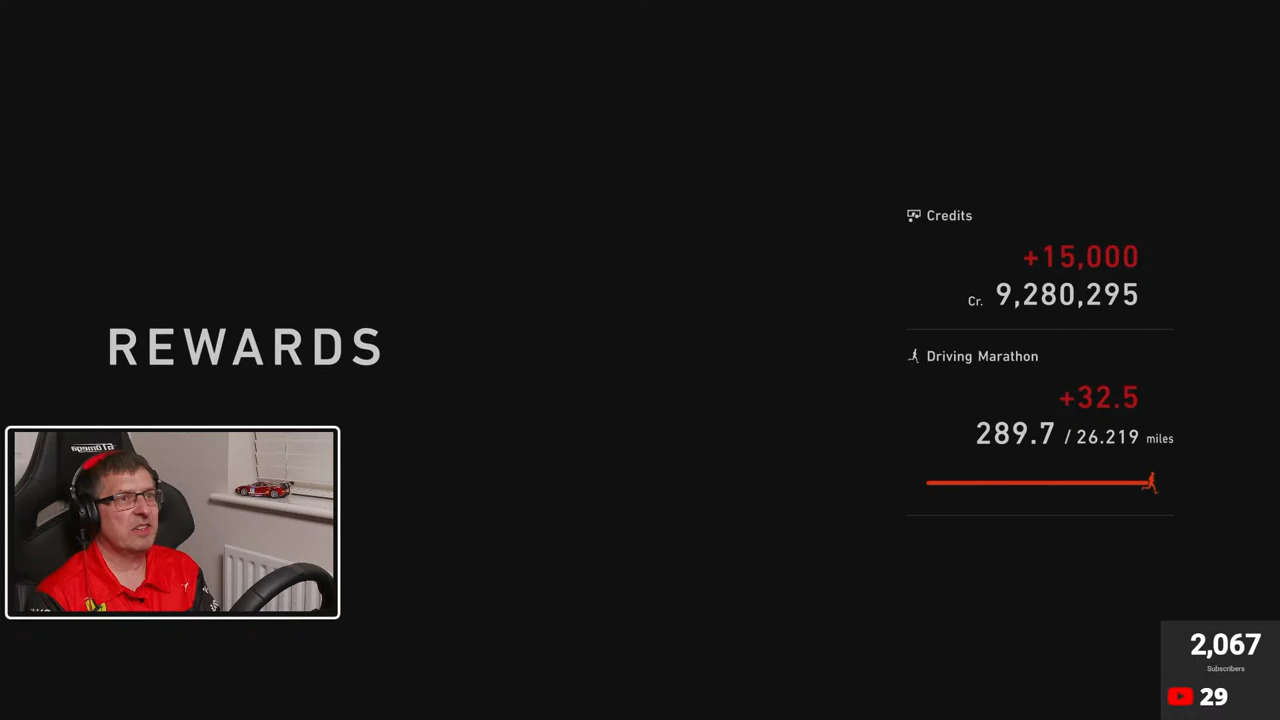 Credits
+15,000
Cr. 9,280,295
REWARDS
Driving Marathon
+32.5
289.7 / 26.219 miles
2,067
Subscribers
29